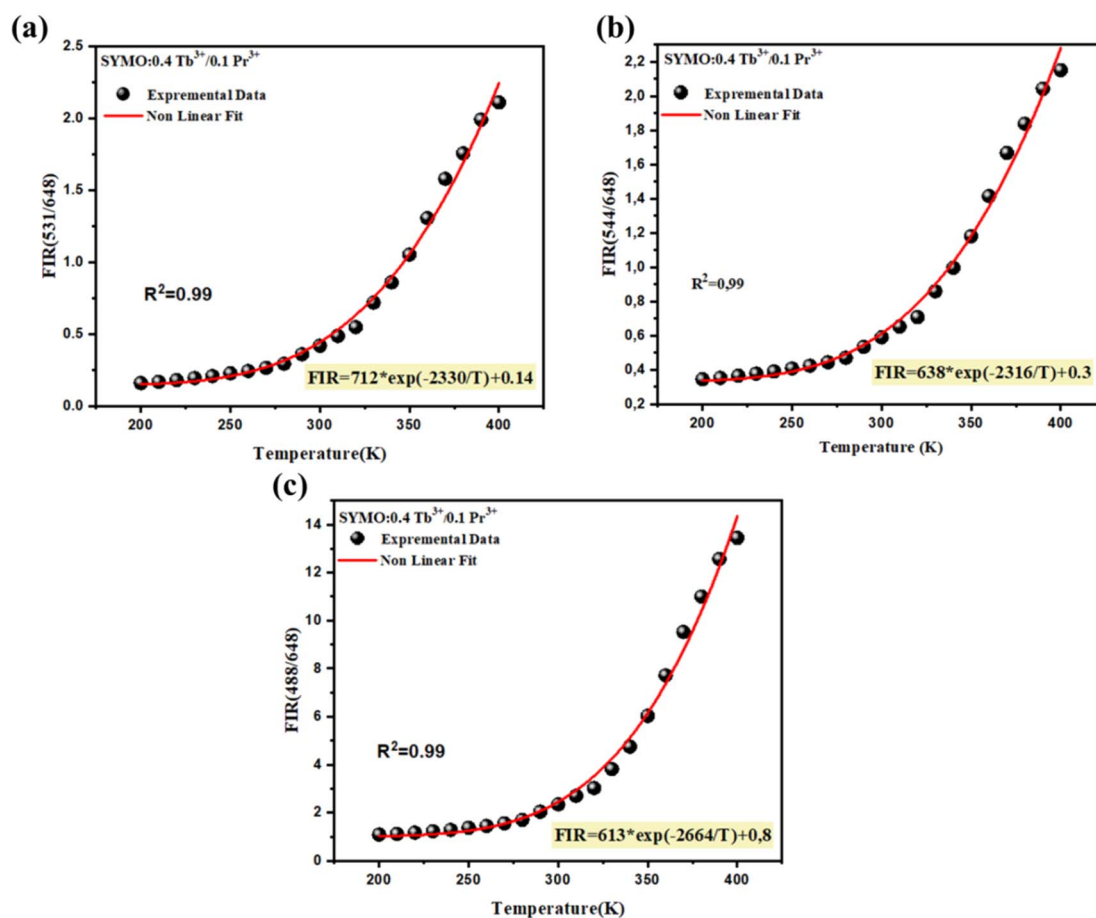 (a)
SYMO:0.4 Tb³⁺/0.1 Pr³⁺
Expremental Data
Non Linear Fit
R²=0.99
FIR=712*exp(-2330/T)+0.14
FIR(531/648)
2.5
2.0
1.5
1.0
0.5
0.0
200 250 300 350 400
Temperature(K)
(b)
SYMO:0.4 Tb³⁺/0.1 Pr³⁺
Expremental Data
Non Linear Fit
R²=0,99
FIR=638*exp(-2316/T)+0.3
FIR(544/648)
2,2
2,0
1,8
1,6
1,4
1,2
1,0
0,8
0,6
0,4
0,2
200 250 300 350 400
Temperature (K)
(c)
SYMO:0.4 Tb³⁺/0.1 Pr³⁺
Expremental Data
Non Linear Fit
R²=0.99
FIR=613*exp(-2664/T)+0,8
FIR(488/648)
14
12
10
8
6
4
2
0
200 250 300 350 400
Temperature(K)